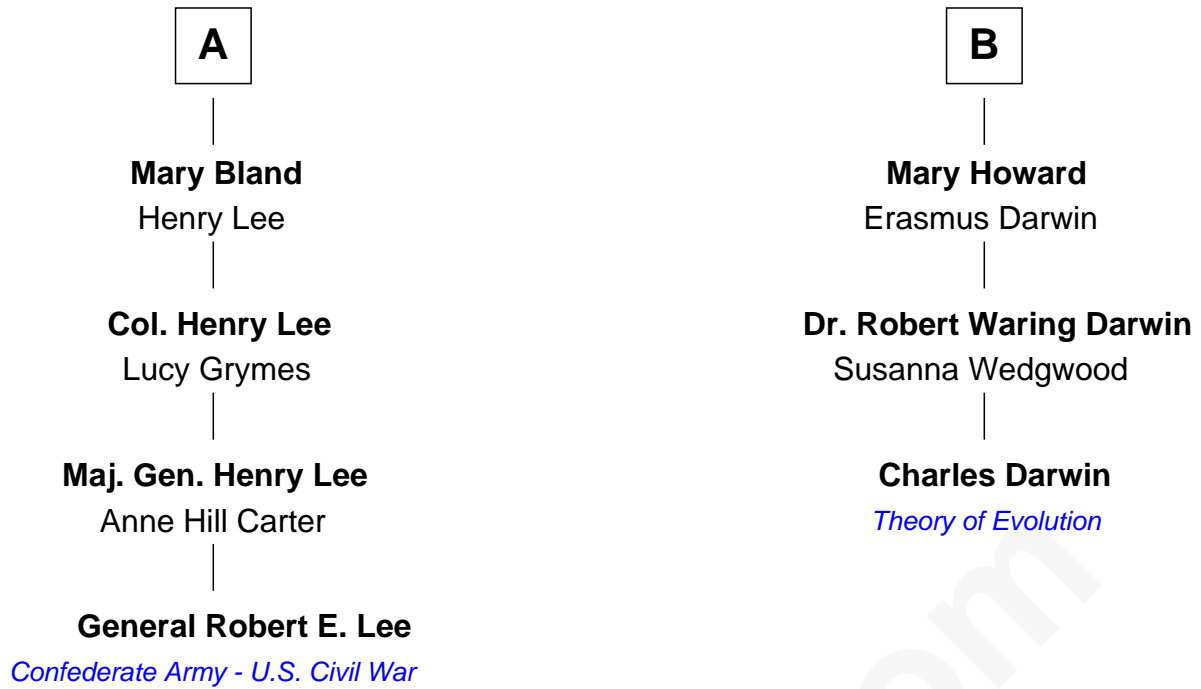 A
Mary Bland
Henry Lee
Col. Henry Lee
Lucy Grymes
Maj. Gen. Henry Lee
Anne Hill Carter
General Robert E. Lee
Confederate Army - U.S. Civil War
B
Mary Howard
Erasmus Darwin
Dr. Robert Waring Darwin
Susanna Wedgwood
Charles Darwin
Theory of Evolution
om